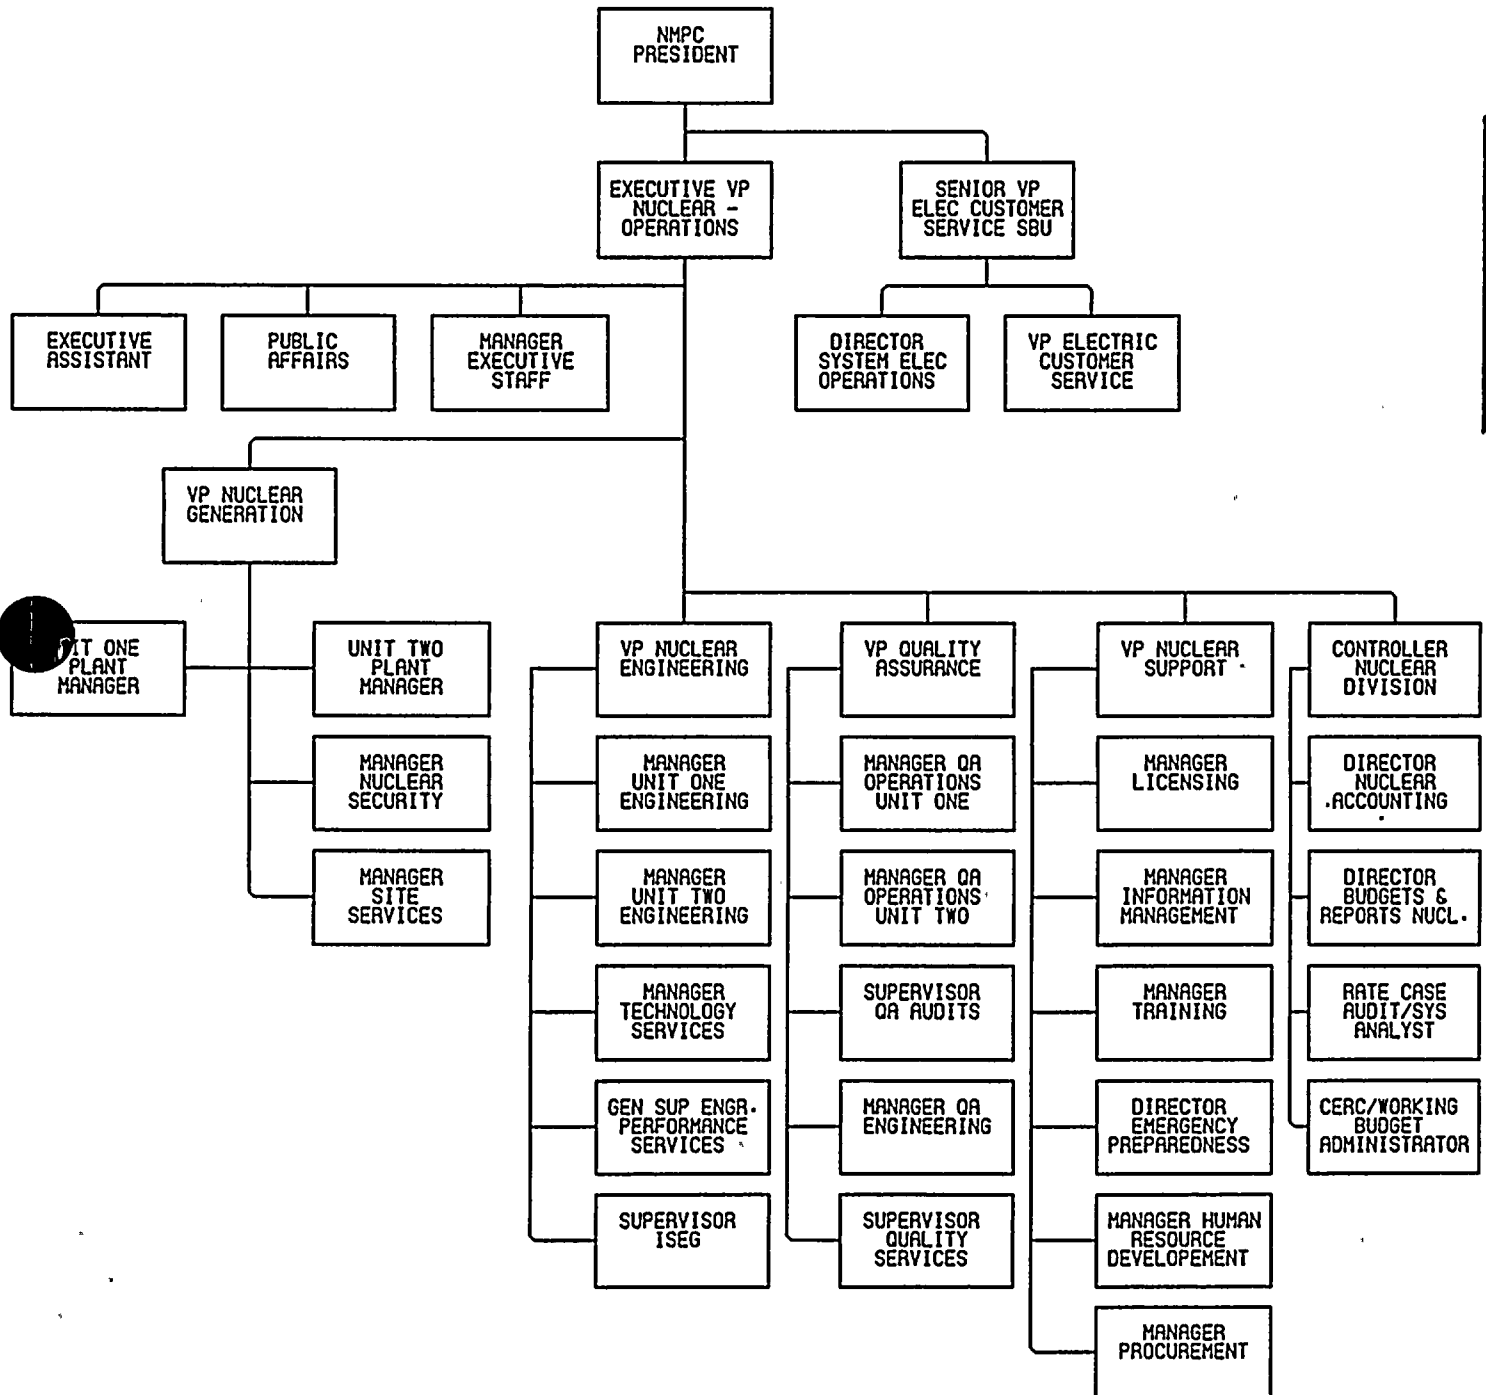 NMPC
PRESIDENT
EXECUTIVE VP
NUCLEAR -
OPERATIONS
SENIOR VP
ELEC CUSTOMER
SERVICE SBU
EXECUTIVE
ASSISTANT
PUBLIC
AFFAIRS
MANAGER
EXECUTIVE
STAFF
DIRECTOR
SYSTEM ELEC
OPERATIONS
VP ELECTRIC
CUSTOMER
SERVICE
VP NUCLEAR
GENERATION
IT ONE
PLANT
MANAGER
UNIT TWO
PLANT
MANAGER
MANAGER
NUCLEAR
SECURITY
MANAGER
SITE
SERVICES
VP NUCLEAR
ENGINEERING
MANAGER
UNIT ONE
ENGINEERING
MANAGER
UNIT TWO
ENGINEERING
MANAGER
TECHNOLOGY
SERVICES
GEN SUP ENGR.
PERFORMANCE
SERVICES
SUPERVISOR
ISEG
VP QUALITY
ASSURANCE
MANAGER QA
OPERATIONS
UNIT ONE
MANAGER QA
OPERATIONS
UNIT TWO
SUPERVISOR
QA AUDITS
MANAGER QA
ENGINEERING
SUPERVISOR
QUALITY
SERVICES
VP NUCLEAR
SUPPORT
MANAGER
LICENSING
MANAGER
INFORMATION
MANAGEMENT
MANAGER
TRAINING
DIRECTOR
EMERGENCY
PREPAREDNESS
MANAGER HUMAN
RESOURCE
DEVELOPEMENT
MANAGER
PROCUREMENT
CONTROLLER
NUCLEAR
DIVISION
DIRECTOR
NUCLEAR
ACCOUNTING
DIRECTOR
BUDGETS &
REPORTS NUCL.
RATE CASE
AUDIT/SYS
ANALYST
CERC/WORKING
BUDGET
ADMINISTRATOR